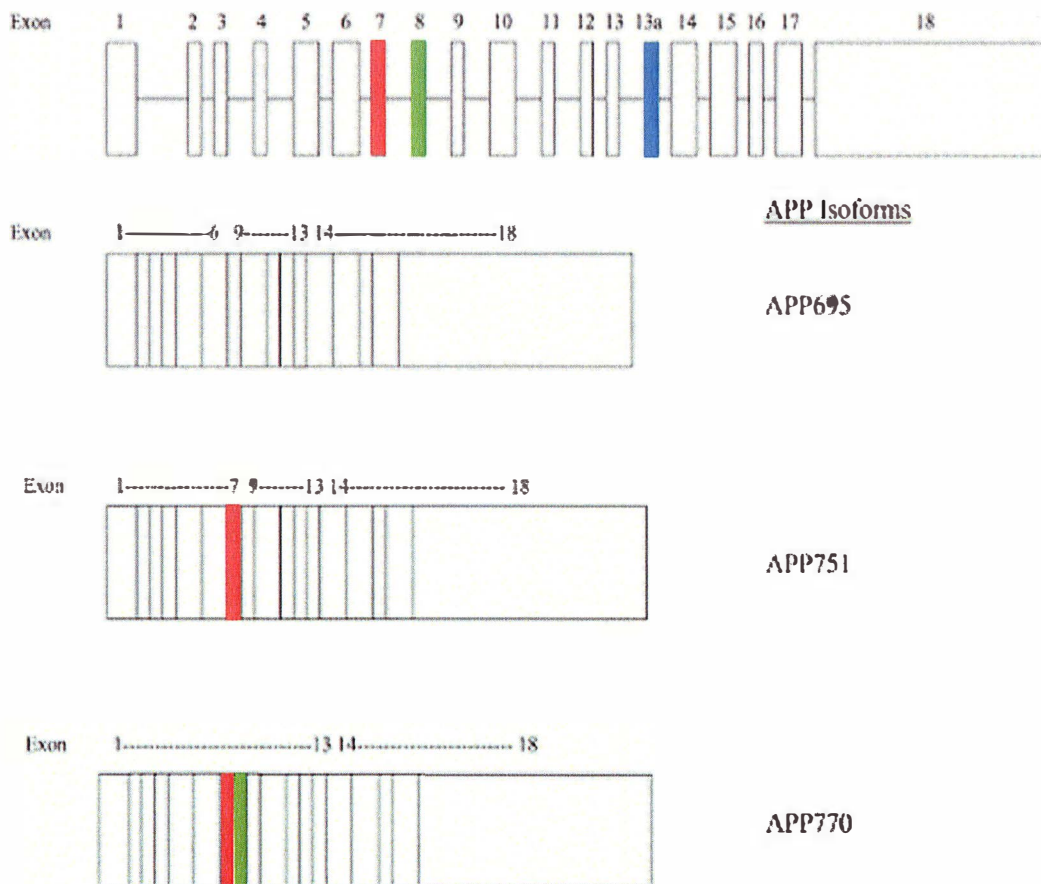 Exon 1 2 3 4 5 6 7 8 9 10 11 12 13 13a 14 15 16 17 18
APP Isoforms
Exon 1 6 9 13 14 18
APP695
Exon 1 7 9 13 14 18
APP751
Exon 1 13 14 18
APP770